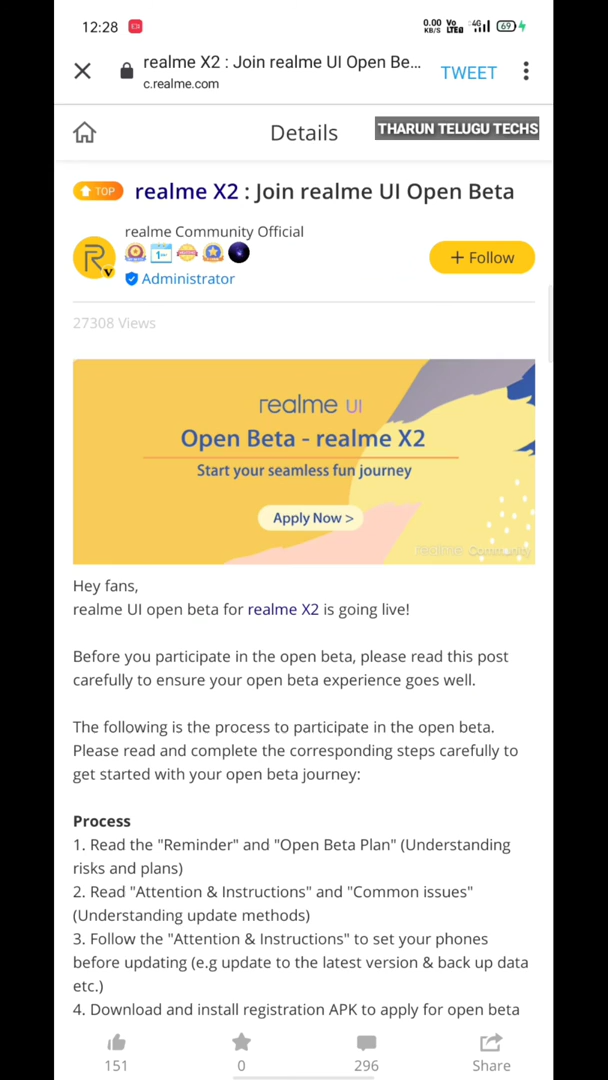 12:28
0.00 KB/S Vo LTE 4G 69
realme X2 : Join realme UI Open Be...
c.realme.com
TWEET
Details
THARUN TELUGU TECHS
TOP realme X2 : Join realme UI Open Beta
realme Community Official
Administrator
+ Follow
27308 Views
realme UI
Open Beta - realme X2
Start your seamless fun journey
Apply Now >
realme Community
Hey fans,
realme UI open beta for realme X2 is going live!
Before you participate in the open beta, please read this post
carefully to ensure your open beta experience goes well.
The following is the process to participate in the open beta.
Please read and complete the corresponding steps carefully to
get started with your open beta journey:
Process
1. Read the "Reminder" and "Open Beta Plan" (Understanding
risks and plans)
2. Read "Attention & Instructions" and "Common issues"
(Understanding update methods)
3. Follow the "Attention & Instructions" to set your phones
before updating (e.g update to the latest version & back up data
etc.)
4. Download and install registration APK to apply for open beta
151
0
296
Share